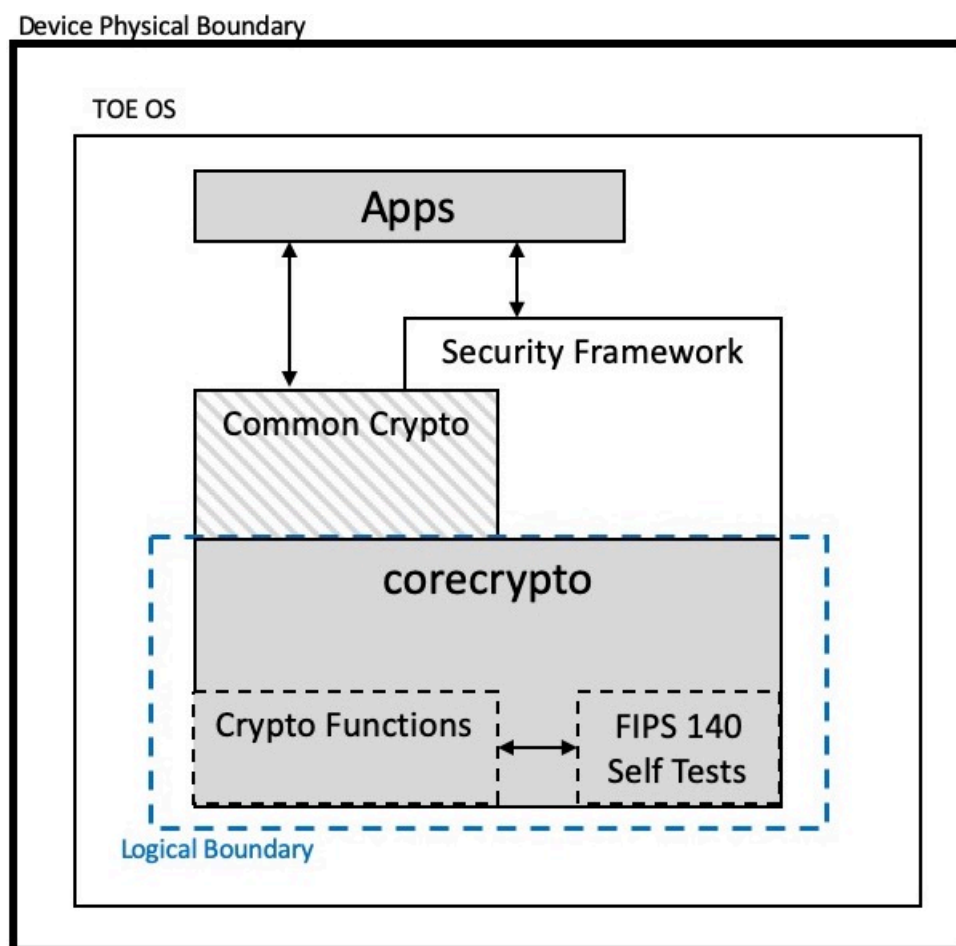 Device Physical Boundary
TOE OS
Apps
Security Framework
Common Crypto
corecrypto
Crypto Functions
FIPS 140
Self Tests
Logical Boundary